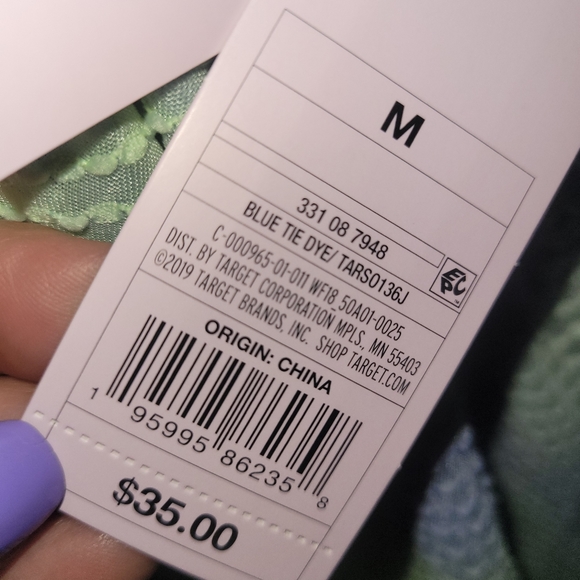 M
331 08 7948
BLUE TIE DYE/ TARS0136J
C-000965-01-011 WF18 50A01-0025
DIST. BY TARGET CORPORATION MPLS, MN 55403
©2019 TARGET BRANDS, INC. SHOP TARGET.COM
EPCL
ORIGIN: CHINA
1 95995 86235 8
$35.00